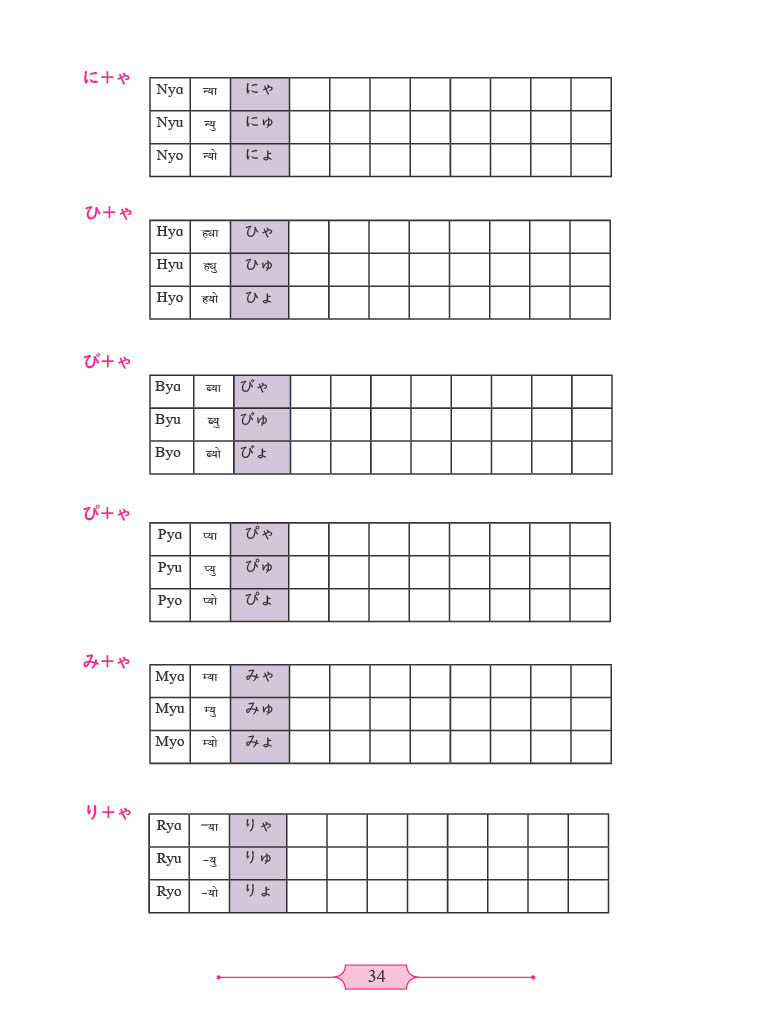 に＋ゃ
Nya न्या にゃ
Nyu न्यु にゅ
Nyo न्यो にょ
ひ＋ゃ
Hya ह्या ひゃ
Hyu ह्यु ひゅ
Hyo हयो ひょ
び＋ゃ
Bya ब्या びゃ
Byu ब्यु びゅ
Byo ब्यो びょ
ぴ＋ゃ
Pya प्या ぴゃ
Pyu प्यु ぴゅ
Pyo प्यो ぴょ
み＋ゃ
Mya म्या みゃ
Myu म्यु みゅ
Myo म्यो みょ
り＋ゃ
Rya –या りゃ
Ryu –यु りゅ
Ryo –यो りょ
34